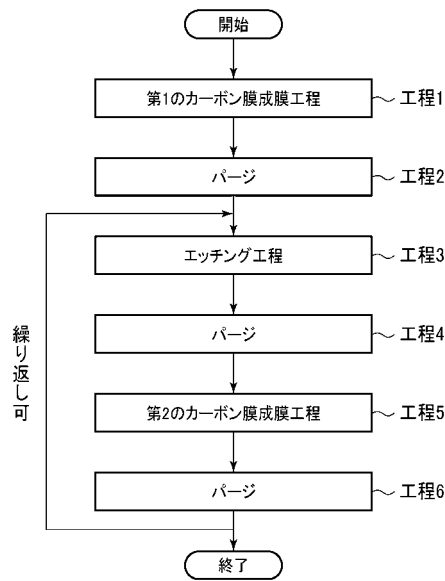 開始
第1のカーボン膜成膜工程 工程1
パージ 工程2
エッチング工程 工程3
パージ 工程4
第2のカーボン膜成膜工程 工程5
パージ 工程6
繰り返し可
終了